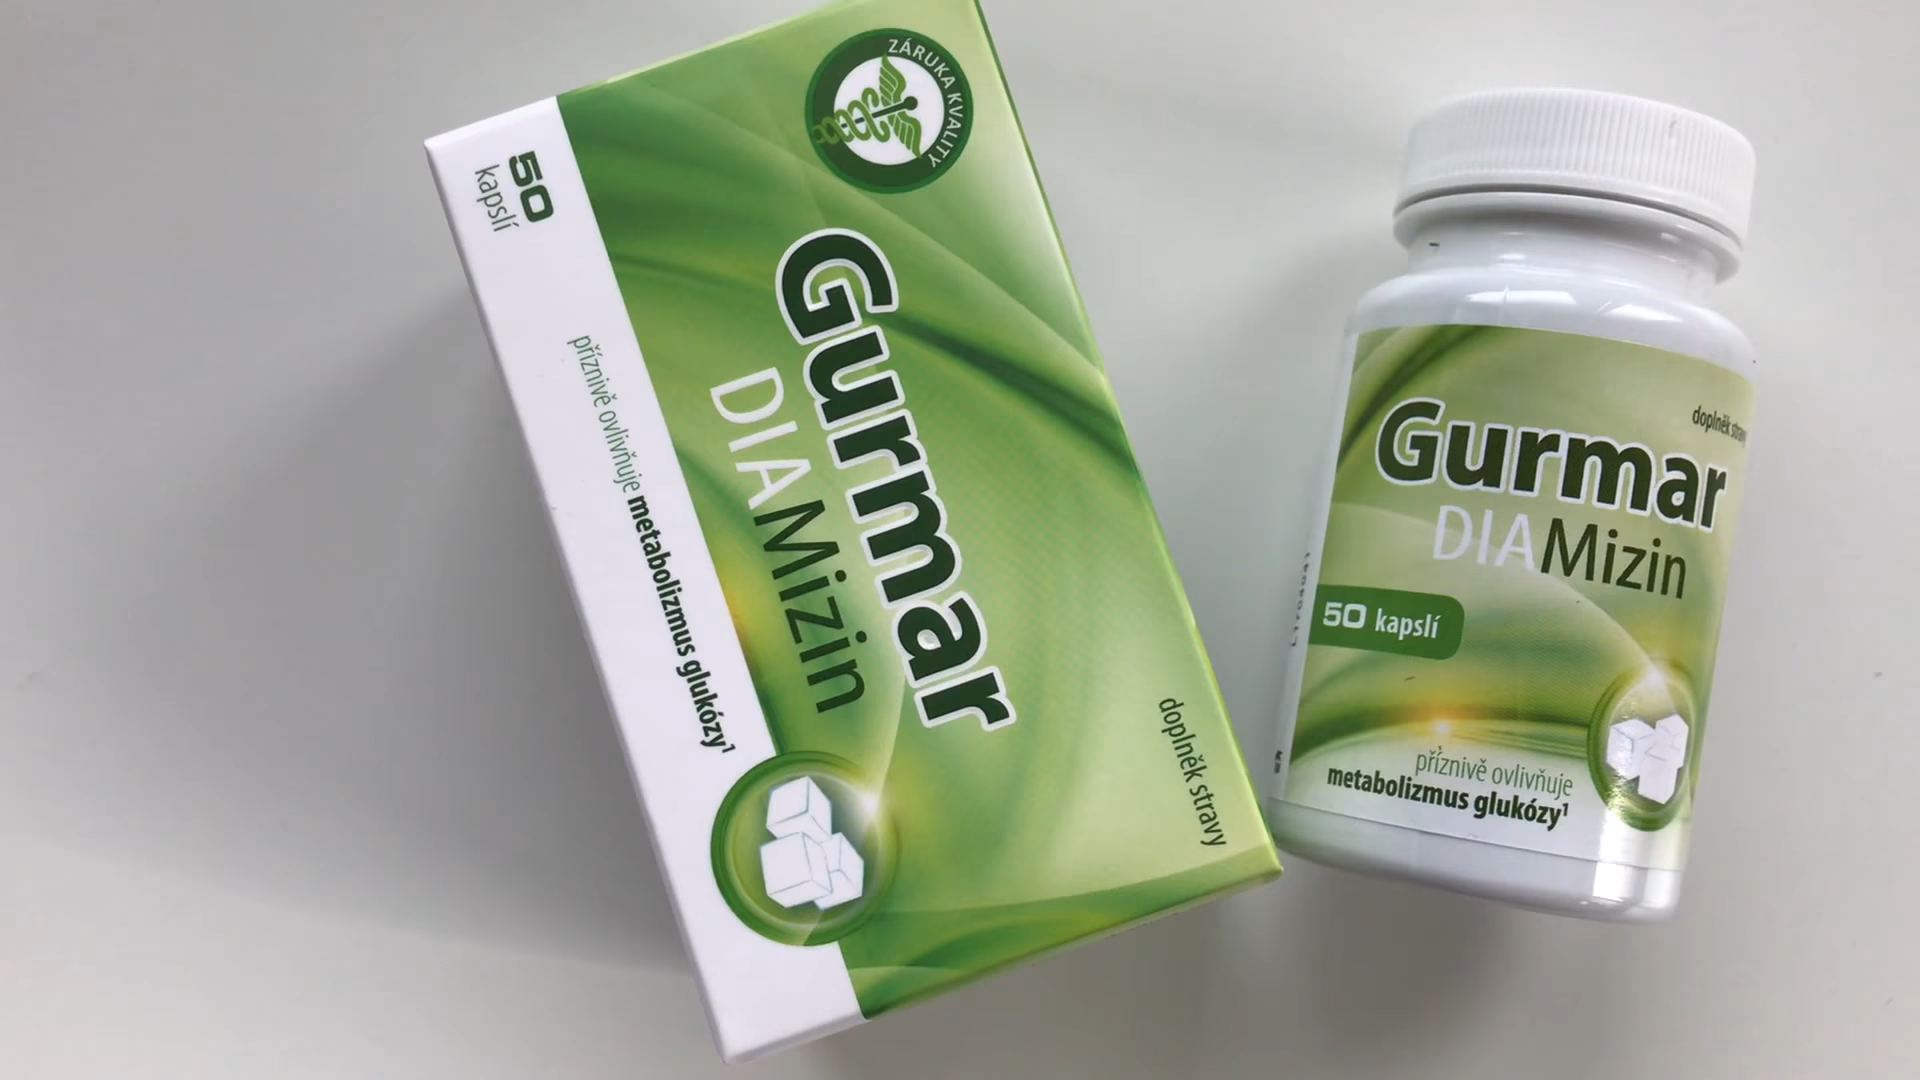 ZÁRUKA KVALITY
50
kapslí
Gurmar
DIAMizin
příznivě ovlivňuje metabolizmus glukózy¹
doplněk stravy
doplněk stravy
Gurmar
DIAMizin
50 kapslí
příznivě ovlivňuje
metabolizmus glukózy¹